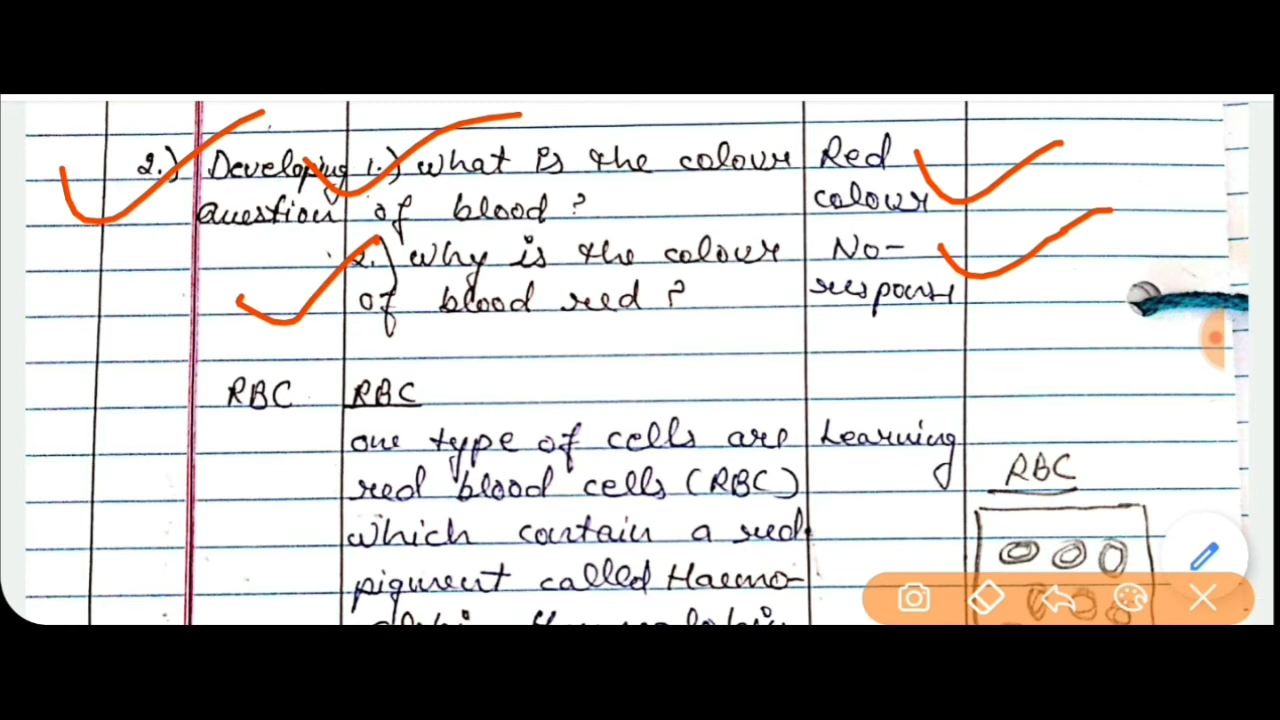 2.) Developing 1.) What is the colour Red
Question of blood? colour
2.) Why is the colour No-
of blood red? response
RBC RBC
one type of cells are Learning
red blood cells (RBC) RBC
which contain a red
pigment called Haemo-